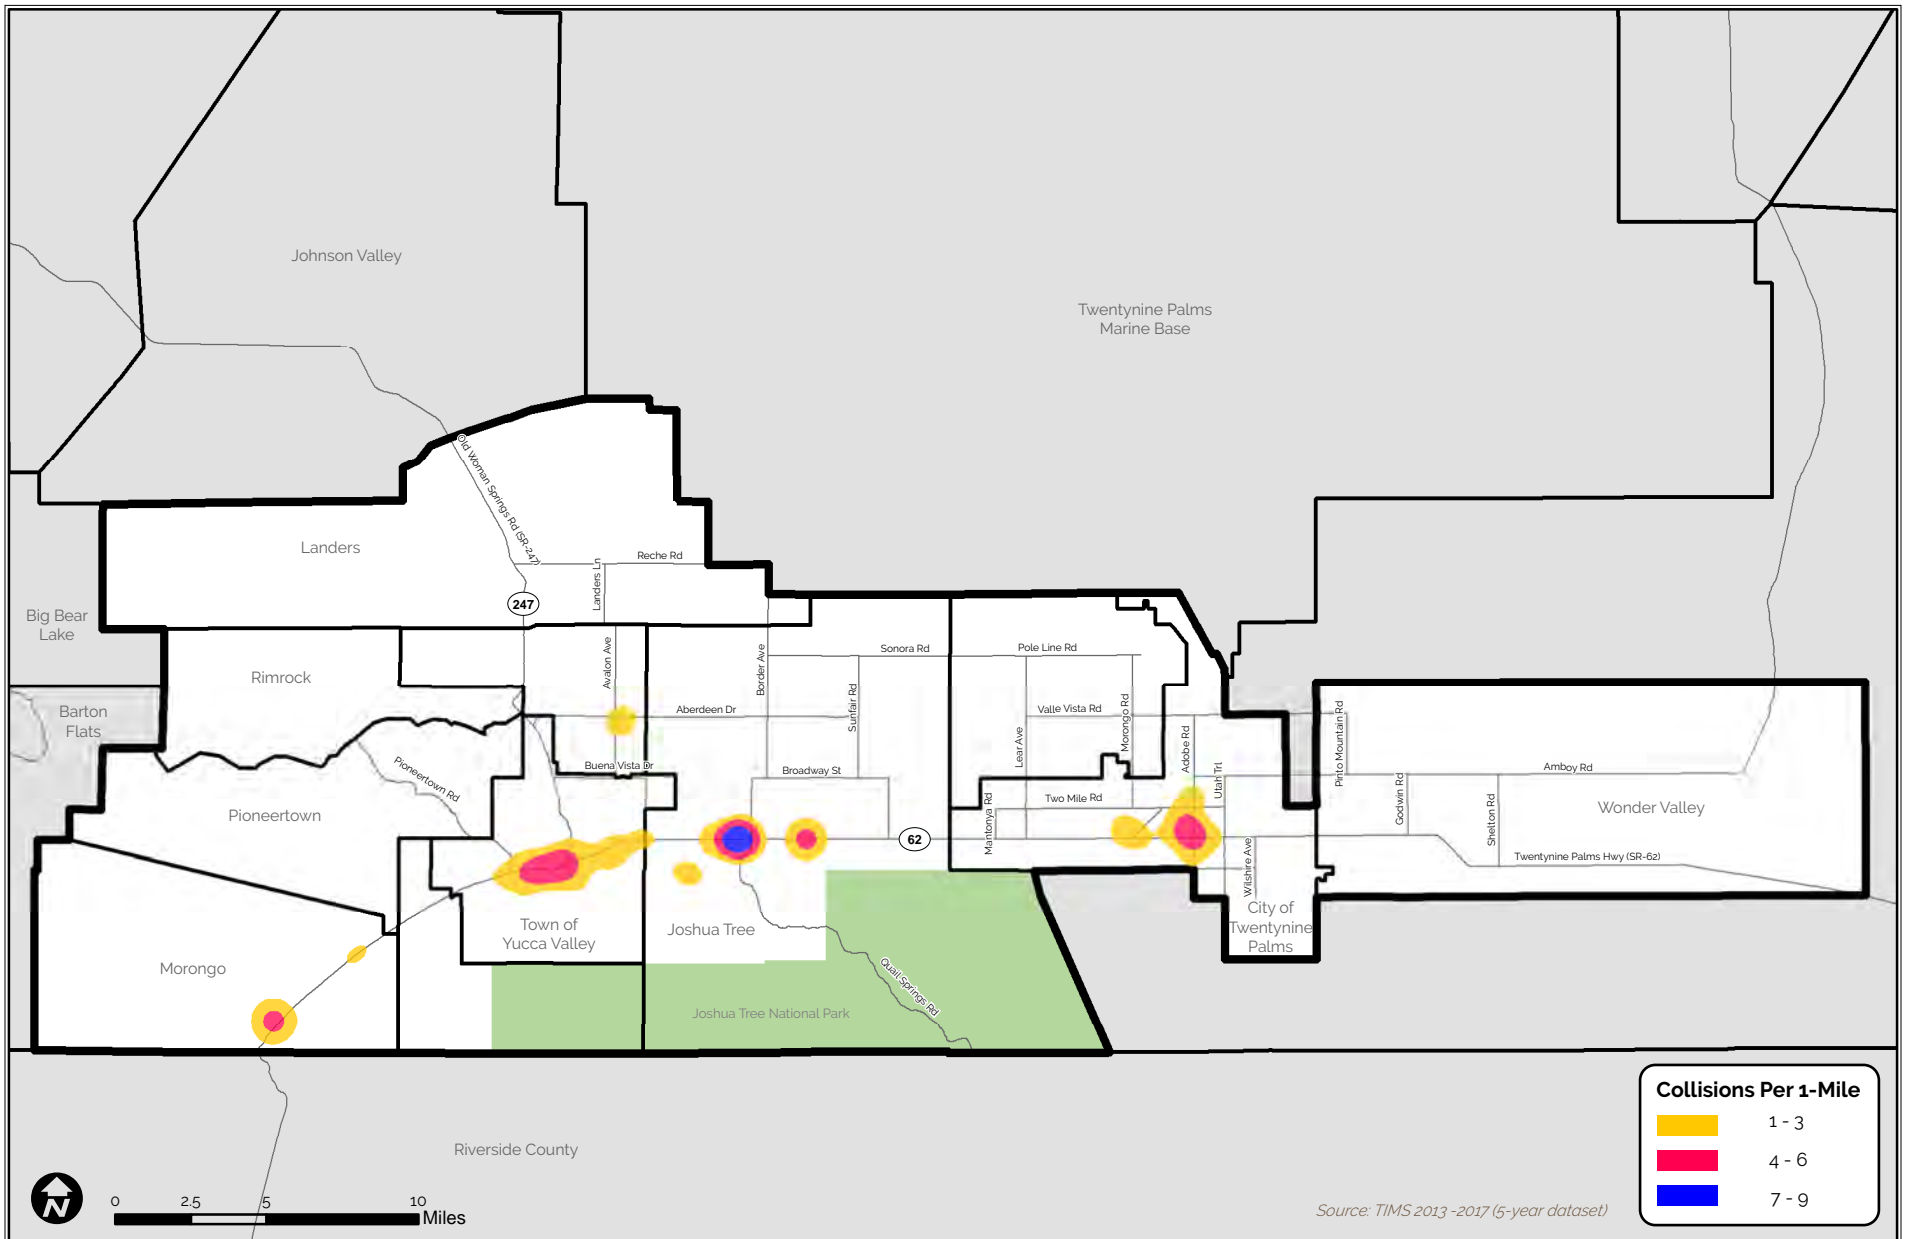 Johnson Valley
Twentynine Palms
Marine Base
Old Woman Springs Rd (SR-247)
Landers
Reche Rd
Landers Ln
247
Big Bear
Lake
Rimrock
Avalon Ave
Border Ave
Sonora Rd
Pole Line Rd
Barton
Flats
Aberdeen Dr
Sunfair Rd
Valle Vista Rd
Morongo Rd
Lear Ave
Adobe Rd
Utah Trl
Pinto Mountain Rd
Pioneertown Rd
Buena Vista Dr
Broadway St
Amboy Rd
Pioneertown
Mantonya Rd
Two Mile Rd
Godwin Rd
Shelton Rd
Wonder Valley
62
Wilshire Ave
Twentynine Palms Hwy (SR-62)
Town of
Yucca Valley
Joshua Tree
City of
Twentynine
Palms
Morongo
Quail Springs Rd
Joshua Tree National Park
Riverside County
Collisions Per 1-Mile
1 - 3
4 - 6
7 - 9
N
0 2.5 5 10
Miles
Source: TIMS 2013 -2017 (5-year dataset)